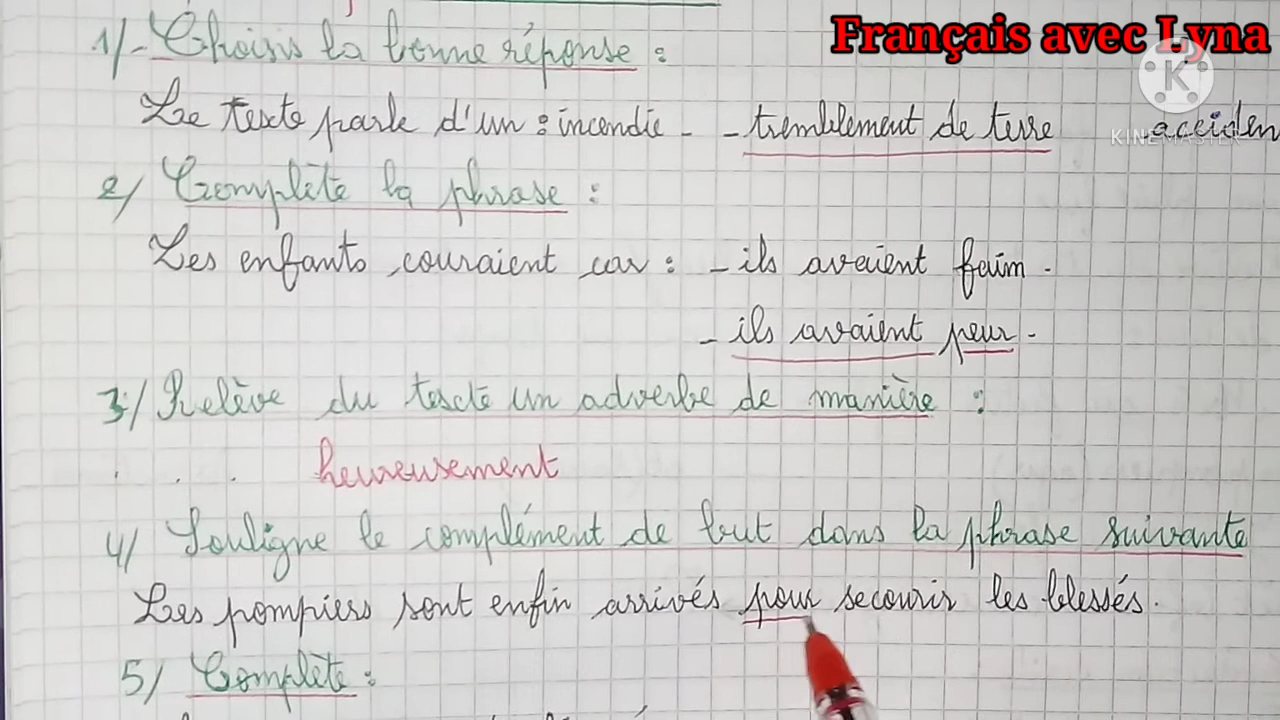 Français avec Lyna
1/- Choisis la bonne réponse :
Le texte parle d'un : incendie - - tremblement de terre acciden
KINEMASTER
2/ Complète la phrase :
Les enfants couraient car : - ils avaient faim .
- ils avaient peur .
3/ Relève du texte un adverbe de manière :
. . . heureusement
4/ Souligne le complément de but dans la phrase suivante
Les pompiers sont enfin arrivés pour secourir les blessés .
5/ Complète :